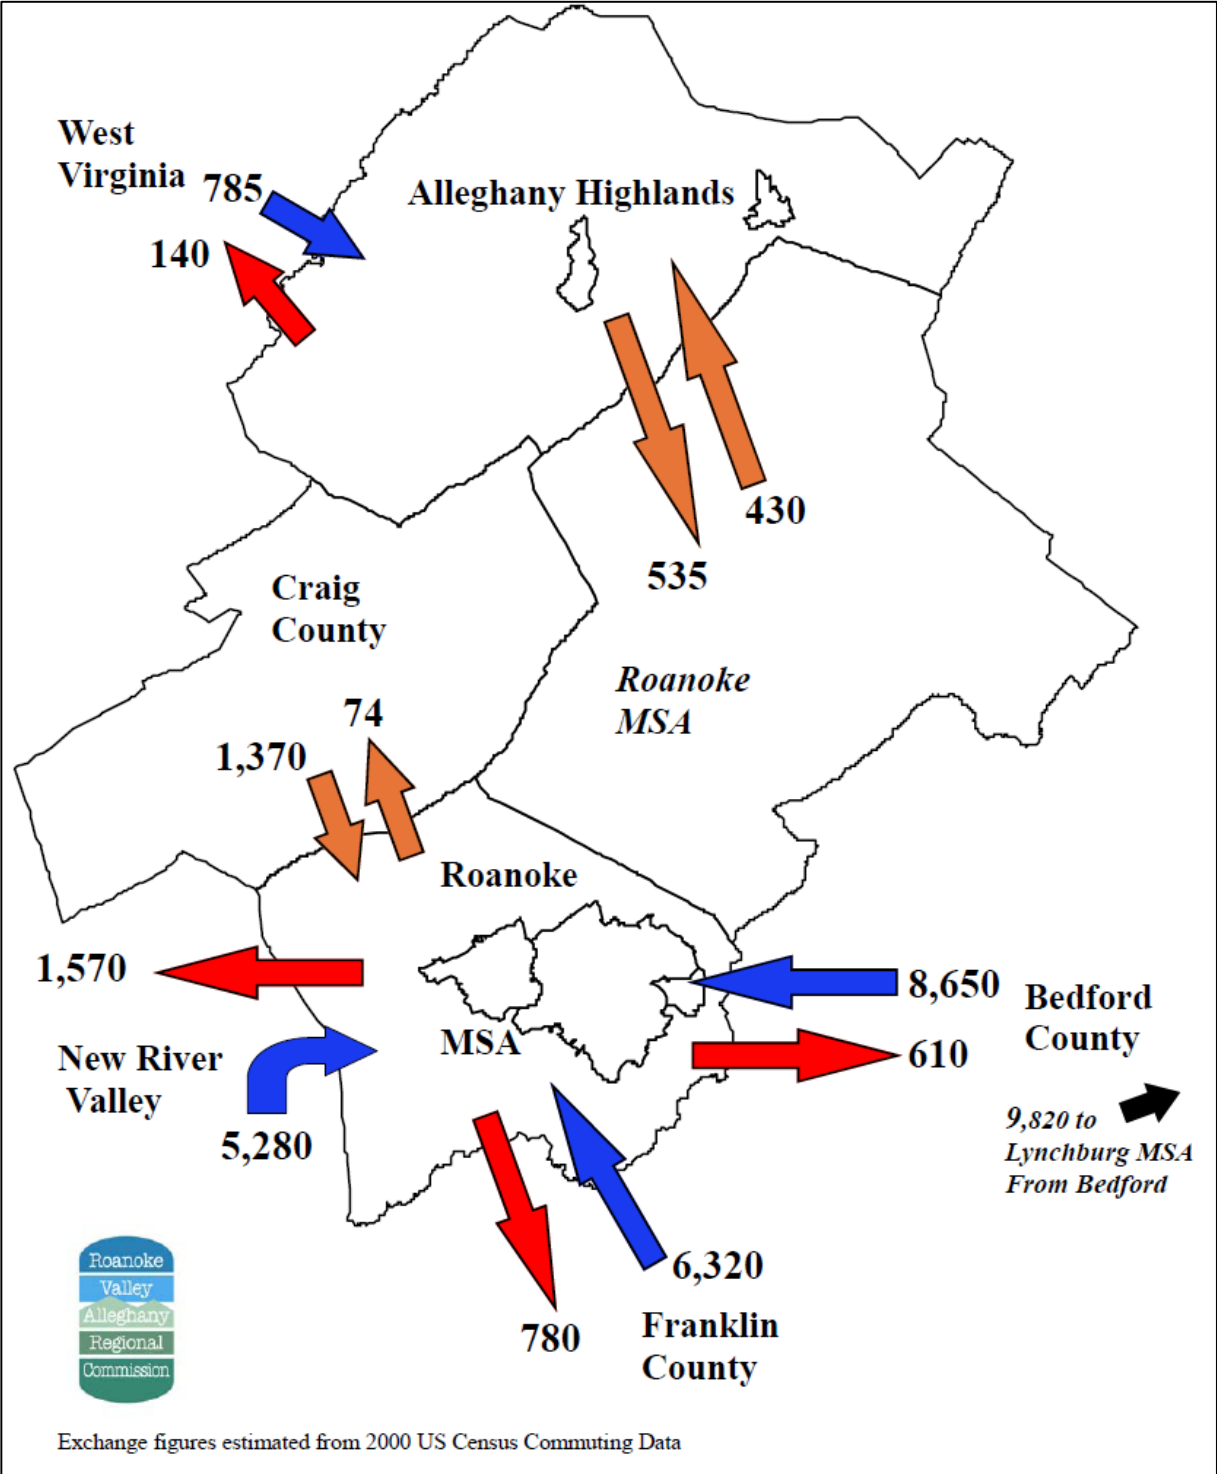 West
Virginia
785
140
Alleghany Highlands
430
535
Craig
County
Roanoke
MSA
74
1,370
Roanoke
1,570
MSA
8,650
Bedford
County
610
New River
Valley
5,280
9,820 to
Lynchburg MSA
From Bedford
6,320
780
Franklin
County
Roanoke
Valley
Alleghany
Regional
Commission
Exchange figures estimated from 2000 US Census Commuting Data